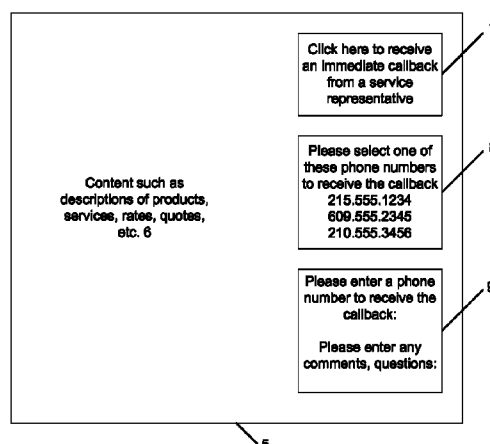 Click here to receive
an immediate callback
from a service
representative
Please select one of
these phone numbers
to receive the callback
215.555.1234
609.555.2345
210.555.3456
Content such as
descriptions of products,
services, rates, quotes,
etc. 6
Please enter a phone
number to receive the
callback:
Please enter any
comments, questions: